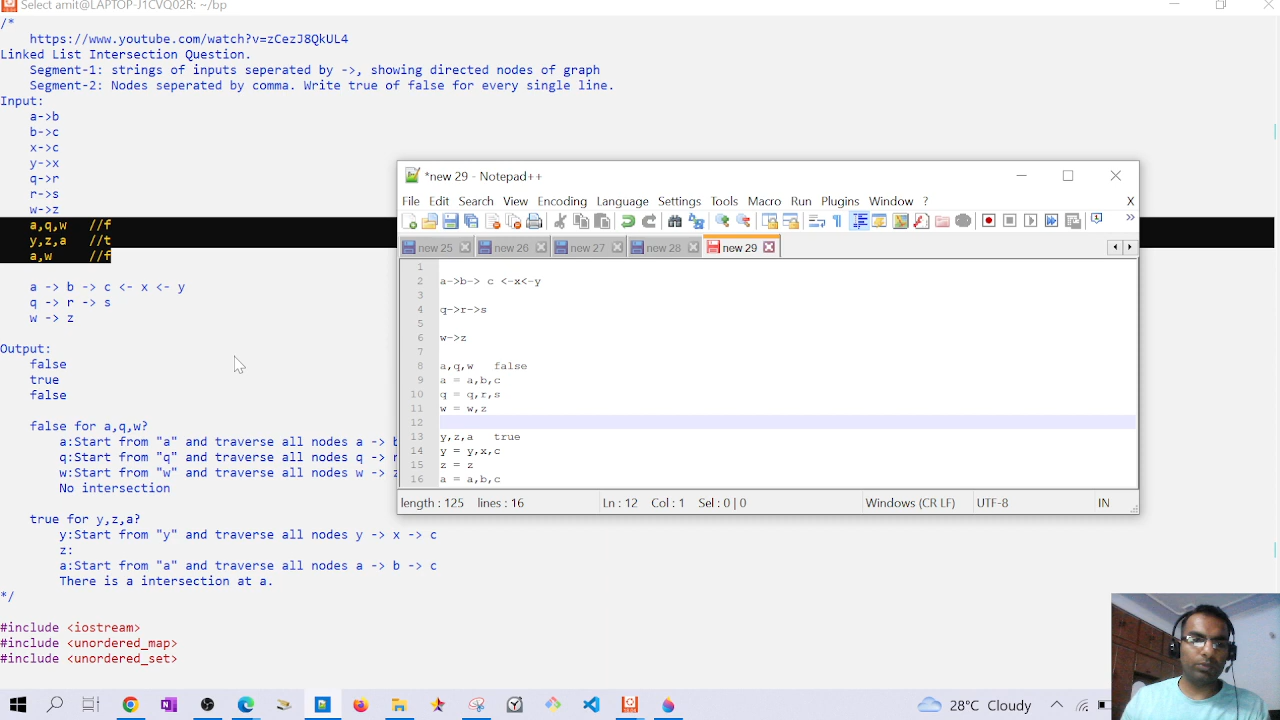 Select amit@LAPTOP-J1CVQ02R: ~/bp
/*
https://www.youtube.com/watch?v=zCezJ8QkUL4
Linked List Intersection Question.
Segment-1: strings of inputs seperated by ->, showing directed nodes of graph
Segment-2: Nodes seperated by comma. Write true of false for every single line.
Input:
a->b
b->c
x->c
y->x
q->r
r->s
w->z
a,q,w //f
y,z,a //t
a,w //f
a -> b -> c <- x <- y
q -> r -> s
w -> z
Output:
false
true
false
false for a,q,w?
a:Start from "a" and traverse all nodes a -> b
q:Start from "q" and traverse all nodes q -> r
w:Start from "w" and traverse all nodes w -> z
No intersection
true for y,z,a?
y:Start from "y" and traverse all nodes y -> x -> c
z:
a:Start from "a" and traverse all nodes a -> b -> c
There is a intersection at a.
*/
#include <iostream>
#include <unordered_map>
#include <unordered_set>
*new 29 - Notepad++
File Edit Search View Encoding Language Settings Tools Macro Run Plugins Window ? X
new 25 new 26 new 27 new 28 new 29
1
2 a->b-> c <-x<-y
3
4 q->r->s
5
6 w->z
7
8 a,q,w false
9 a = a,b,c
10 q = q,r,s
11 w = w,z
12
13 y,z,a true
14 y = y,x,c
15 z = z
16 a = a,b,c
length : 125 lines : 16 Ln : 12 Col : 1 Sel : 0 | 0 Windows (CR LF) UTF-8 IN
28°C Cloudy